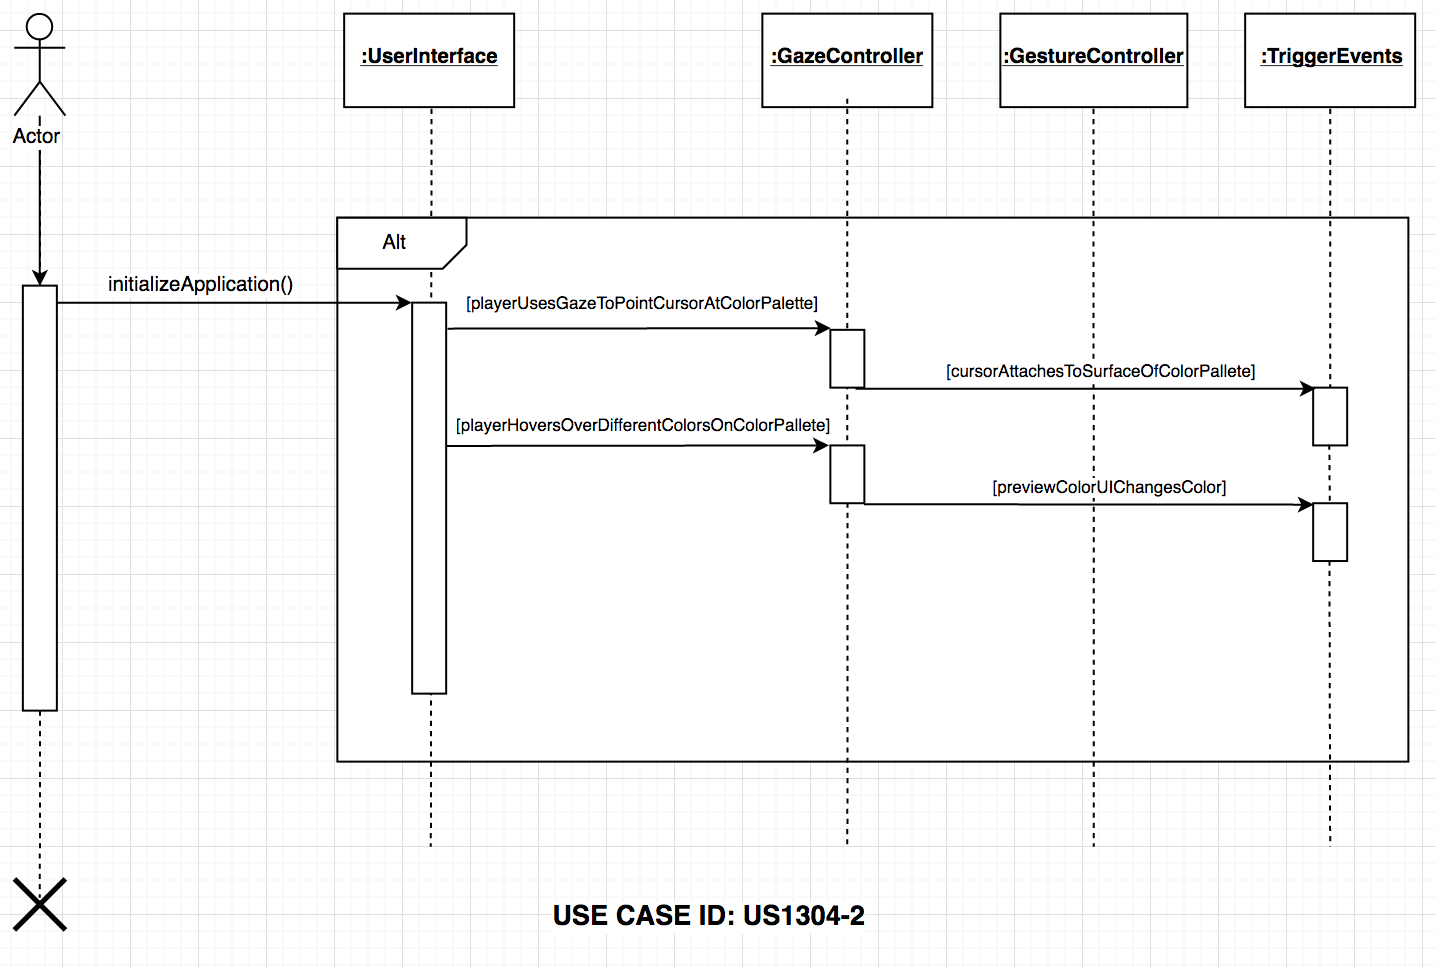 :UserInterface
:GazeController
:GestureController
:TriggerEvents
Actor
Alt
initializeApplication()
[playerUsesGazeToPointCursorAtColorPalette]
[cursorAttachesToSurfaceOfColorPallete]
[playerHoversOverDifferentColorsOnColorPallete]
[previewColorUIChangesColor]
USE CASE ID: US1304-2